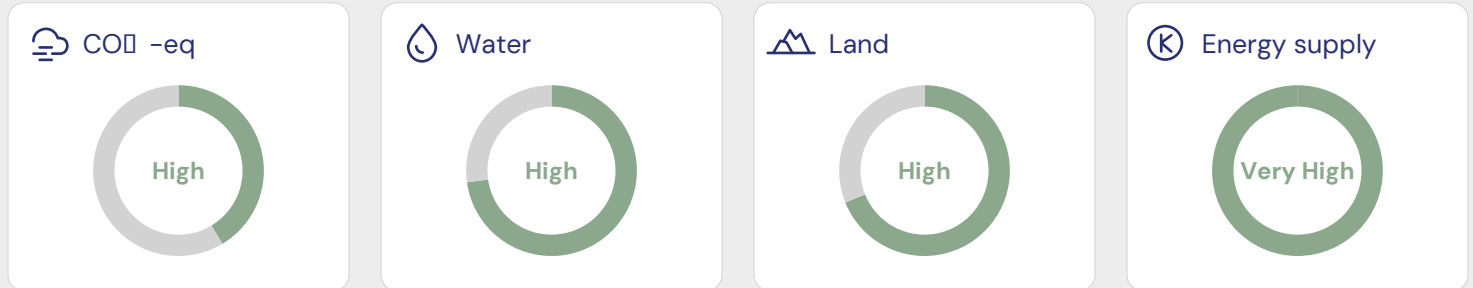 CO▯ -eq
High
Water
High
Land
High
Energy supply
Very High